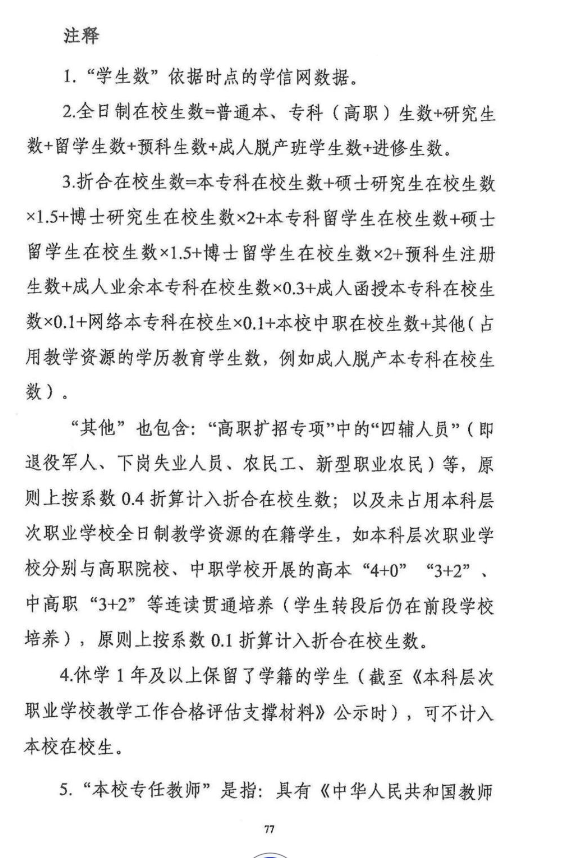 注释
1. “学生数” 依据时点的学信网数据。
2.全日制在校生数=普通本、专科（高职）生数+研究生
数+留学生数+预科生数+成人脱产班学生数+进修生数。
3.折合在校生数=本专科在校生数+硕士研究生在校生数
×1.5+博士研究生在校生数×2+本专科留学生在校生数+硕士
留学生在校生数×1.5+博士留学生在校生数×2+预科生注册
生数+成人业余本专科在校生数×0.3+成人函授本专科在校生
数×0.1+网络本专科在校生×0.1+本校中职在校生数+其他（占
用教学资源的学历教育学生数，例如成人脱产本专科在校生
数）。
“其他” 也包含：“高职扩招专项”中的“四辅人员”（即
退役军人、下岗失业人员、农民工、新型职业农民）等，原
则上按系数 0.4 折算计入折合在校生数；以及未占用本科层
次职业学校全日制教学资源的在籍学生，如本科层次职业学
校分别与高职院校、中职学校开展的高本 “4+0” “3+2” 、
中高职 “3+2” 等连读贯通培养（学生转段后仍在前段学校
培养），原则上按系数 0.1 折算计入折合在校生数。
4.休学 1 年及以上保留了学籍的学生（截至《本科层次
职业学校教学工作合格评估支撑材料》公示时），可不计入
本校在校生。
5. “本校专任教师” 是指：具有《中华人民共和国教师
77